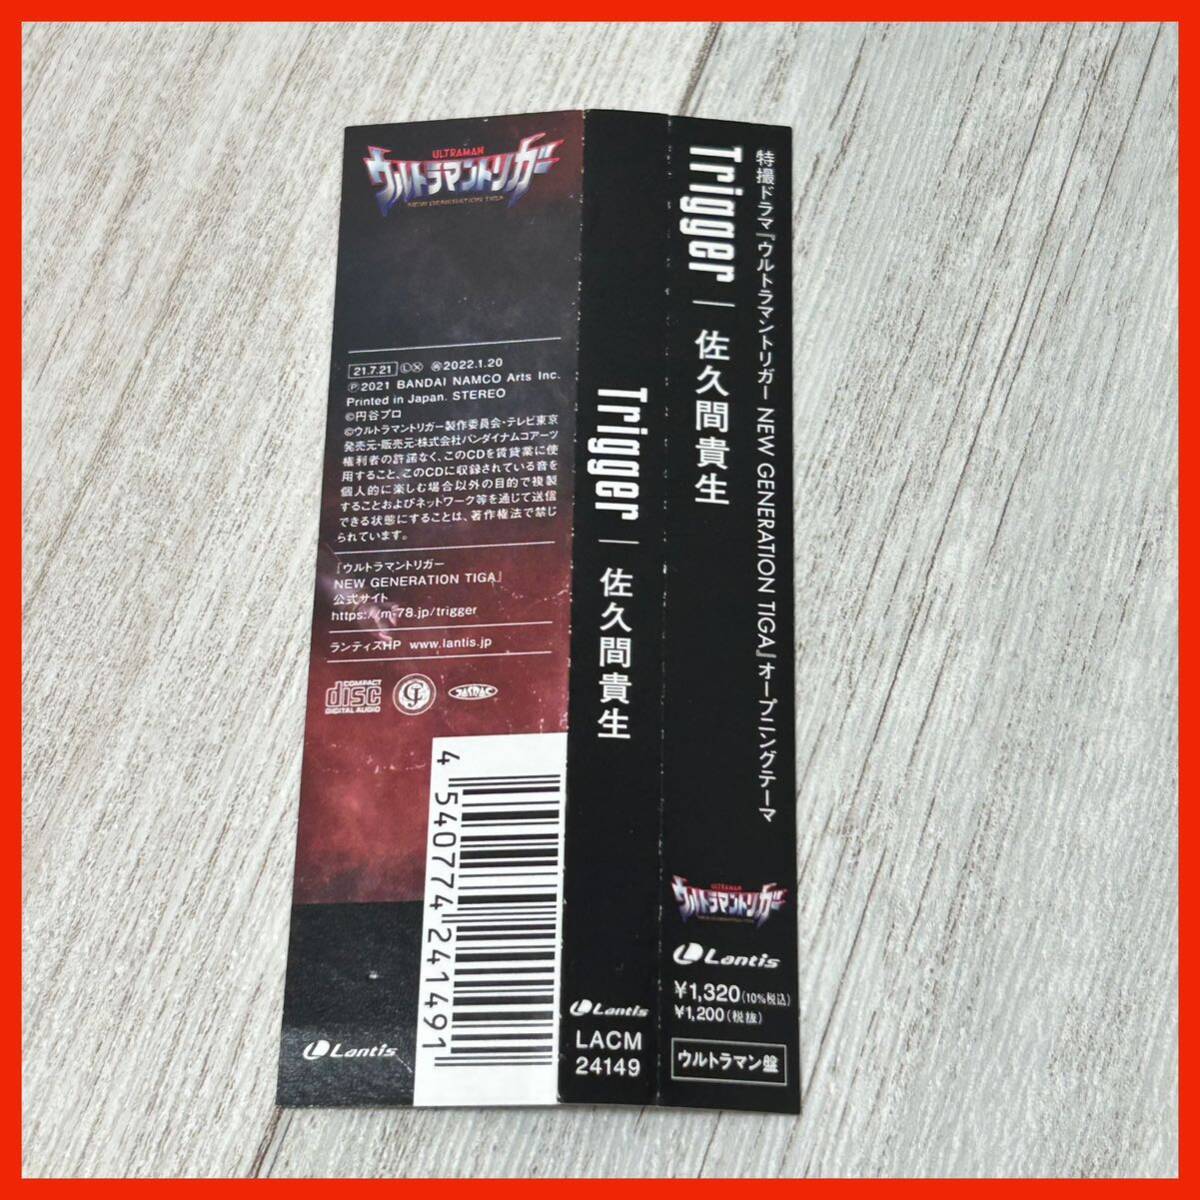 ULTRAMAN
ウルトラマントリガー
NEW GENERATION TIGA
21.7.21 Ⓛ× 2022.1.20
Ⓟ2021 BANDAI NAMCO Arts Inc.
Printed in Japan. STEREO
©円谷プロ
©ウルトラマントリガー製作委員会・テレビ東京
発売元・販売元:株式会社バンダイナムコアーツ
権利者の許諾なく、このCDを賃貸業に使
用すること、このCDに収録されている音を
個人的に楽しむ場合以外の目的で複製
することおよびネットワーク等を通じて送信
できる状態にすることは、著作権法で禁じ
られています。
『ウルトラマントリガー
NEW GENERATION TIGA』
公式サイト
https://m-78.jp/trigger
ランティスHP www.lantis.jp
COMPACT
disc
DIGITAL AUDIO
JASRAC
4 540774 241491
Lantis
Trigger｜佐久間貴生
Lantis
LACM
24149
特撮ドラマ『ウルトラマントリガー NEW GENERATION TIGA』オープニングテーマ
Trigger｜佐久間貴生
ULTRAMAN
ウルトラマントリガー
NEW GENERATION TIGA
Lantis
¥1,320(10%税込)
¥1,200(税抜)
ウルトラマン盤